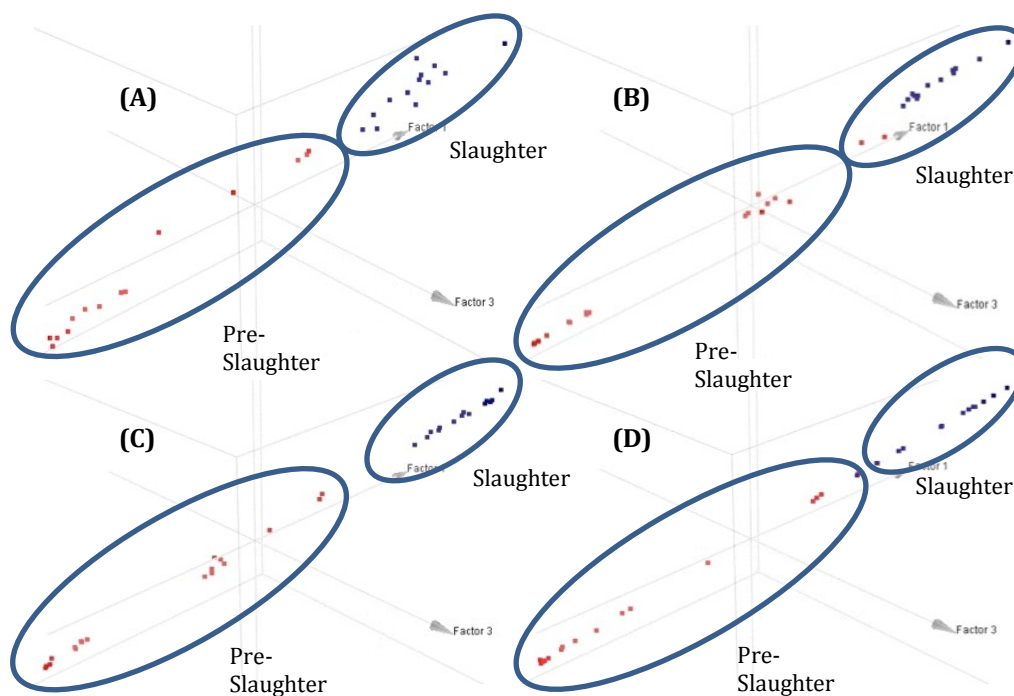 (A)
Factor 1
Slaughter
Factor 3
Pre-
Slaughter
(B)
Factor 1
Slaughter
Factor 3
Pre-
Slaughter
(C)
Slaughter
Factor 3
Pre-
Slaughter
(D)
Factor 1
Slaughter
Factor 3
Pre-
Slaughter